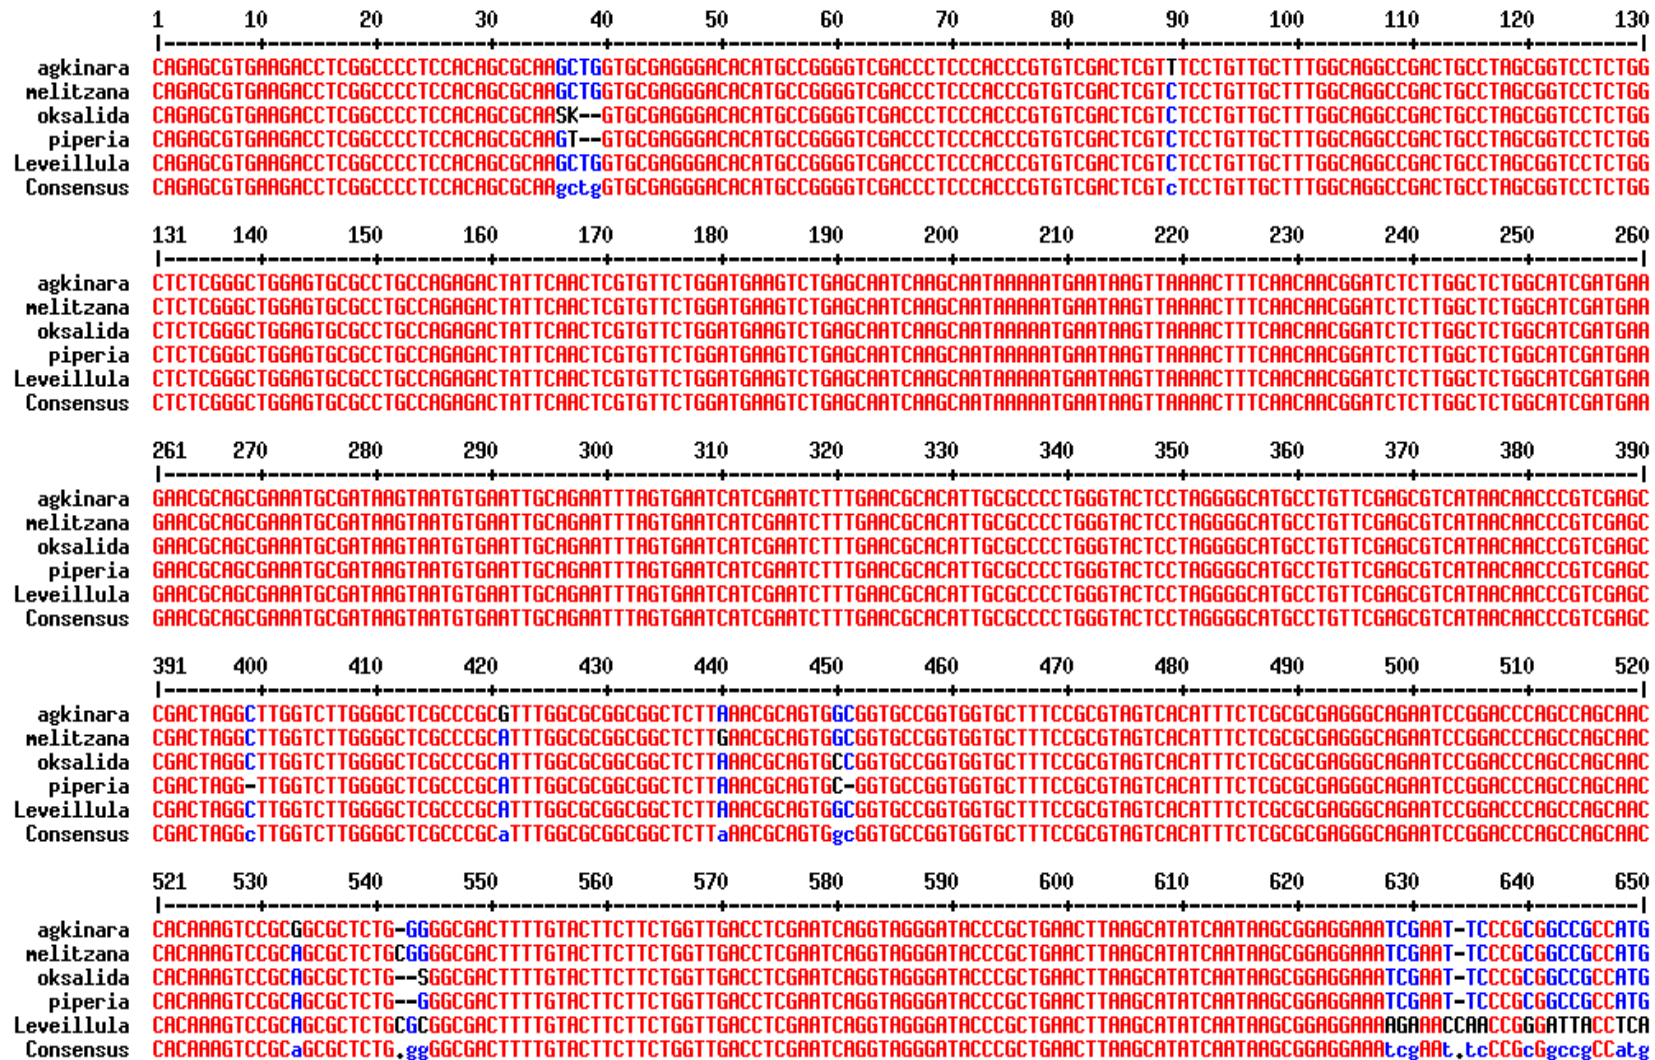 1 10 20 30 40 50 60 70 80 90 100 110 120 130
|--------+---------+---------+---------+---------+---------+---------+---------+---------+---------+---------+---------+---------|
agkinara CAGAGCGTGAAGACCTCGGCCCCTCCACAGCGCAAGCTGGTGCGAGGGACACATGCCGGGGTCGACCCTCCCACCCGTGTCGACTCGTTTCCTGTTGCTTTGGCAGGCCGACTGCCTAGCGGTCCTCTGG
melitzana CAGAGCGTGAAGACCTCGGCCCCTCCACAGCGCAAGCTGGTGCGAGGGACACATGCCGGGGTCGACCCTCCCACCCGTGTCGACTCGTCTCCTGTTGCTTTGGCAGGCCGACTGCCTAGCGGTCCTCTGG
oksalida CAGAGCGTGAAGACCTCGGCCCCTCCACAGCGCAASK--GTGCGAGGGACACATGCCGGGGTCGACCCTCCCACCCGTGTCGACTCGTCTCCTGTTGCTTTGGCAGGCCGACTGCCTAGCGGTCCTCTGG
piperia CAGAGCGTGAAGACCTCGGCCCCTCCACAGCGCAAGT--GTGCGAGGGACACATGCCGGGGTCGACCCTCCCACCCGTGTCGACTCGTCTCCTGTTGCTTTGGCAGGCCGACTGCCTAGCGGTCCTCTGG
Leveillula CAGAGCGTGAAGACCTCGGCCCCTCCACAGCGCAAGCTGGTGCGAGGGACACATGCCGGGGTCGACCCTCCCACCCGTGTCGACTCGTCTCCTGTTGCTTTGGCAGGCCGACTGCCTAGCGGTCCTCTGG
Consensus CAGAGCGTGAAGACCTCGGCCCCTCCACAGCGCAAgctgGTGCGAGGGACACATGCCGGGGTCGACCCTCCCACCCGTGTCGACTCGTcTCCTGTTGCTTTGGCAGGCCGACTGCCTAGCGGTCCTCTGG
131 140 150 160 170 180 190 200 210 220 230 240 250 260
|--------+---------+---------+---------+---------+---------+---------+---------+---------+---------+---------+---------+---------|
agkinara CTCTCGGGCTGGAGTGCGCCTGCCAGAGACTATTCAACTCGTGTTCTGGATGAAGTCTGAGCAATCAAGCAATAAAAATGAATAAGTTAAAACTTTCAACAACGGATCTCTTGGCTCTGGCATCGATGAA
melitzana CTCTCGGGCTGGAGTGCGCCTGCCAGAGACTATTCAACTCGTGTTCTGGATGAAGTCTGAGCAATCAAGCAATAAAAATGAATAAGTTAAAACTTTCAACAACGGATCTCTTGGCTCTGGCATCGATGAA
oksalida CTCTCGGGCTGGAGTGCGCCTGCCAGAGACTATTCAACTCGTGTTCTGGATGAAGTCTGAGCAATCAAGCAATAAAAATGAATAAGTTAAAACTTTCAACAACGGATCTCTTGGCTCTGGCATCGATGAA
piperia CTCTCGGGCTGGAGTGCGCCTGCCAGAGACTATTCAACTCGTGTTCTGGATGAAGTCTGAGCAATCAAGCAATAAAAATGAATAAGTTAAAACTTTCAACAACGGATCTCTTGGCTCTGGCATCGATGAA
Leveillula CTCTCGGGCTGGAGTGCGCCTGCCAGAGACTATTCAACTCGTGTTCTGGATGAAGTCTGAGCAATCAAGCAATAAAAATGAATAAGTTAAAACTTTCAACAACGGATCTCTTGGCTCTGGCATCGATGAA
Consensus CTCTCGGGCTGGAGTGCGCCTGCCAGAGACTATTCAACTCGTGTTCTGGATGAAGTCTGAGCAATCAAGCAATAAAAATGAATAAGTTAAAACTTTCAACAACGGATCTCTTGGCTCTGGCATCGATGAA
261 270 280 290 300 310 320 330 340 350 360 370 380 390
|--------+---------+---------+---------+---------+---------+---------+---------+---------+---------+---------+---------+---------|
agkinara GAACGCAGCGAAATGCGATAAGTAATGTGAATTGCAGAATTTAGTGAATCATCGAATCTTTGAACGCACATTGCGCCCCTGGGTACTCCTAGGGGCATGCCTGTTCGAGCGTCATAACAACCCGTCGAGC
melitzana GAACGCAGCGAAATGCGATAAGTAATGTGAATTGCAGAATTTAGTGAATCATCGAATCTTTGAACGCACATTGCGCCCCTGGGTACTCCTAGGGGCATGCCTGTTCGAGCGTCATAACAACCCGTCGAGC
oksalida GAACGCAGCGAAATGCGATAAGTAATGTGAATTGCAGAATTTAGTGAATCATCGAATCTTTGAACGCACATTGCGCCCCTGGGTACTCCTAGGGGCATGCCTGTTCGAGCGTCATAACAACCCGTCGAGC
piperia GAACGCAGCGAAATGCGATAAGTAATGTGAATTGCAGAATTTAGTGAATCATCGAATCTTTGAACGCACATTGCGCCCCTGGGTACTCCTAGGGGCATGCCTGTTCGAGCGTCATAACAACCCGTCGAGC
Leveillula GAACGCAGCGAAATGCGATAAGTAATGTGAATTGCAGAATTTAGTGAATCATCGAATCTTTGAACGCACATTGCGCCCCTGGGTACTCCTAGGGGCATGCCTGTTCGAGCGTCATAACAACCCGTCGAGC
Consensus GAACGCAGCGAAATGCGATAAGTAATGTGAATTGCAGAATTTAGTGAATCATCGAATCTTTGAACGCACATTGCGCCCCTGGGTACTCCTAGGGGCATGCCTGTTCGAGCGTCATAACAACCCGTCGAGC
391 400 410 420 430 440 450 460 470 480 490 500 510 520
|--------+---------+---------+---------+---------+---------+---------+---------+---------+---------+---------+---------+---------|
agkinara CGACTAGGCTTGGTCTTGGGGCTCGCCCGCGTTTGGCGCGGCGGCTCTTAAACGCAGTGGCGGTGCCGGTGGTGCTTTCCGCGTAGTCACATTTCTCGCGCGAGGGCAGAATCCGGACCCAGCCAGCAAC
melitzana CGACTAGGCTTGGTCTTGGGGCTCGCCCGCATTTGGCGCGGCGGCTCTTGAACGCAGTGGCGGTGCCGGTGGTGCTTTCCGCGTAGTCACATTTCTCGCGCGAGGGCAGAATCCGGACCCAGCCAGCAAC
oksalida CGACTAGGCTTGGTCTTGGGGCTCGCCCGCATTTGGCGCGGCGGCTCTTAAACGCAGTGCCGGTGCCGGTGGTGCTTTCCGCGTAGTCACATTTCTCGCGCGAGGGCAGAATCCGGACCCAGCCAGCAAC
piperia CGACTAGG-TTGGTCTTGGGGCTCGCCCGCATTTGGCGCGGCGGCTCTTAAACGCAGTGC-GGTGCCGGTGGTGCTTTCCGCGTAGTCACATTTCTCGCGCGAGGGCAGAATCCGGACCCAGCCAGCAAC
Leveillula CGACTAGGCTTGGTCTTGGGGCTCGCCCGCATTTGGCGCGGCGGCTCTTAAACGCAGTGGCGGTGCCGGTGGTGCTTTCCGCGTAGTCACATTTCTCGCGCGAGGGCAGAATCCGGACCCAGCCAGCAAC
Consensus CGACTAGGcTTGGTCTTGGGGCTCGCCCGCaTTTGGCGCGGCGGCTCTTaAACGCAGTGgcGGTGCCGGTGGTGCTTTCCGCGTAGTCACATTTCTCGCGCGAGGGCAGAATCCGGACCCAGCCAGCAAC
521 530 540 550 560 570 580 590 600 610 620 630 640 650
|--------+---------+---------+---------+---------+---------+---------+---------+---------+---------+---------+---------+---------|
agkinara CACAAAGTCCGCGGCGCTCTG-GGGGCGACTTTTGTACTTCTTCTGGTTGACCTCGAATCAGGTAGGGATACCCGCTGAACTTAAGCATATCAATAAGCGGAGGAAATCGAAT-TCCCGCGGCCGCCATG
melitzana CACAAAGTCCGCAGCGCTCTGCGGGGCGACTTTTGTACTTCTTCTGGTTGACCTCGAATCAGGTAGGGATACCCGCTGAACTTAAGCATATCAATAAGCGGAGGAAATCGAAT-TCCCGCGGCCGCCATG
oksalida CACAAAGTCCGCAGCGCTCTG--SGGCGACTTTTGTACTTCTTCTGGTTGACCTCGAATCAGGTAGGGATACCCGCTGAACTTAAGCATATCAATAAGCGGAGGAAATCGAAT-TCCCGCGGCCGCCATG
piperia CACAAAGTCCGCAGCGCTCTG--GGGCGACTTTTGTACTTCTTCTGGTTGACCTCGAATCAGGTAGGGATACCCGCTGAACTTAAGCATATCAATAAGCGGAGGAAATCGAAT-TCCCGCGGCCGCCATG
Leveillula CACAAAGTCCGCAGCGCTCTGCGCGGCGACTTTTGTACTTCTTCTGGTTGACCTCGAATCAGGTAGGGATACCCGCTGAACTTAAGCATATCAATAAGCGGAGGAAAAGAAACCAACCGGGATTACCTCA
Consensus CACAAAGTCCGCaGCGCTCTG.ggGGCGACTTTTGTACTTCTTCTGGTTGACCTCGAATCAGGTAGGGATACCCGCTGAACTTAAGCATATCAATAAGCGGAGGAAAtcgAAt.tcCCGcGgccgCCatg